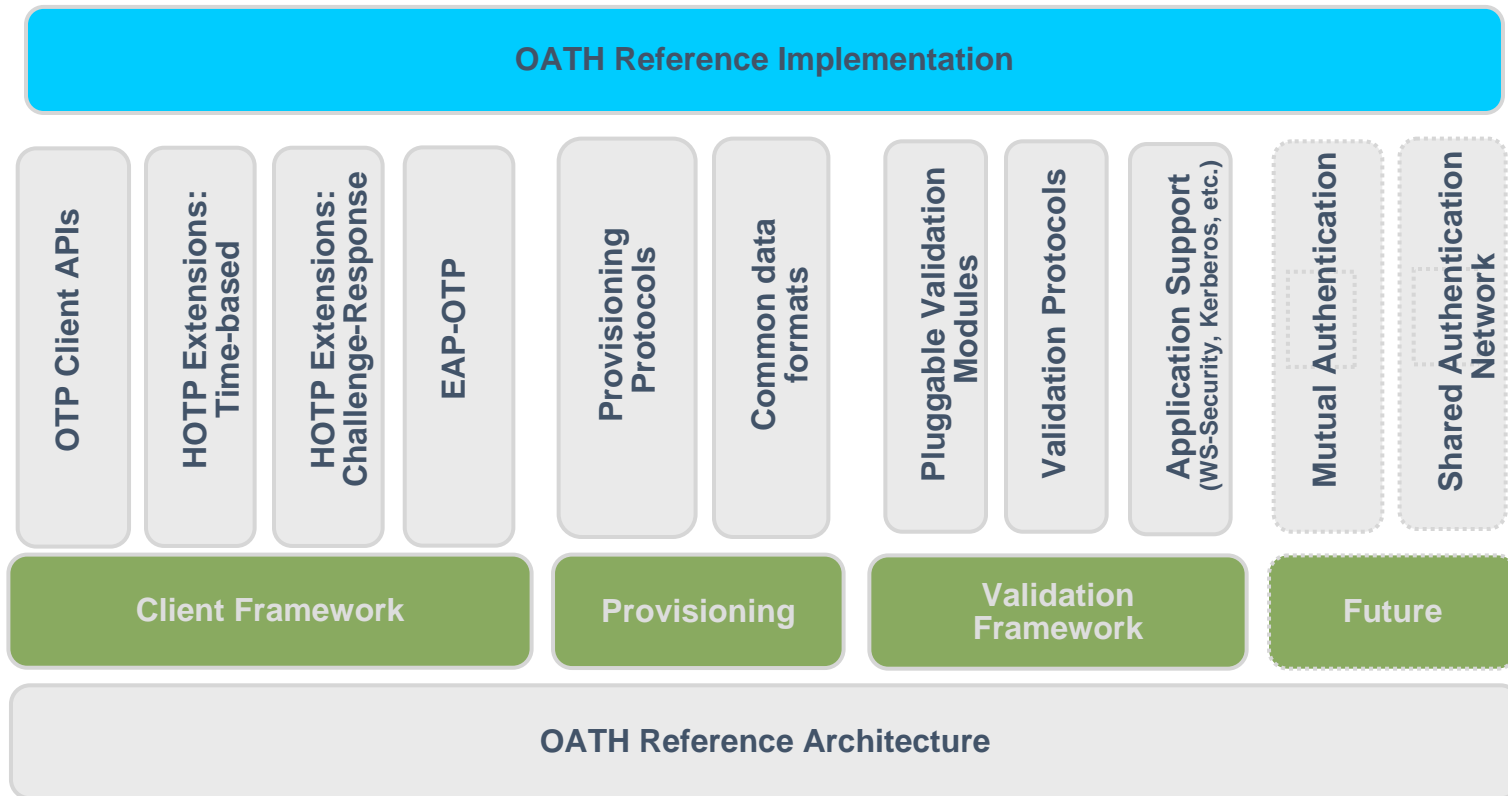 OATH Reference Implementation
OTP Client APIs
HOTP Extensions:
Time-based
HOTP Extensions:
Challenge-Response
EAP-OTP
Provisioning
Protocols
Common data
formats
Pluggable Validation
Modules
Validation Protocols
Application Support
(WS-Security, Kerberos, etc.)
Mutual Authentication
Shared Authentication
Network
Client Framework
Provisioning
Validation
Framework
Future
OATH Reference Architecture